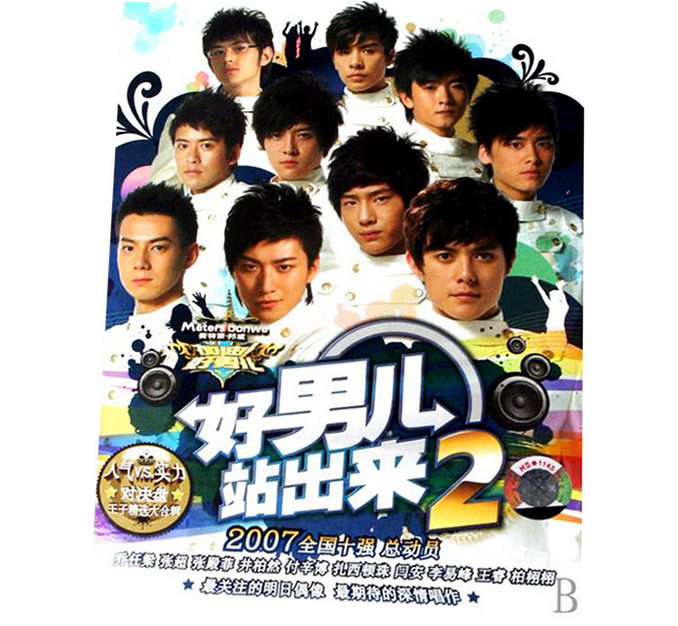 Meters bonwe
美特斯·邦威
加油
好男儿
好男儿
站出来2
人气v.s.实力
对决盘
王子精选大合辑
2007全国十强 总动员
乔任梁 张超 张殿菲 井柏然 付辛博 扎西顿珠 闫安 李易峰 王睿 柏栩栩
最关注的明日偶像 最期待的深情唱作
B